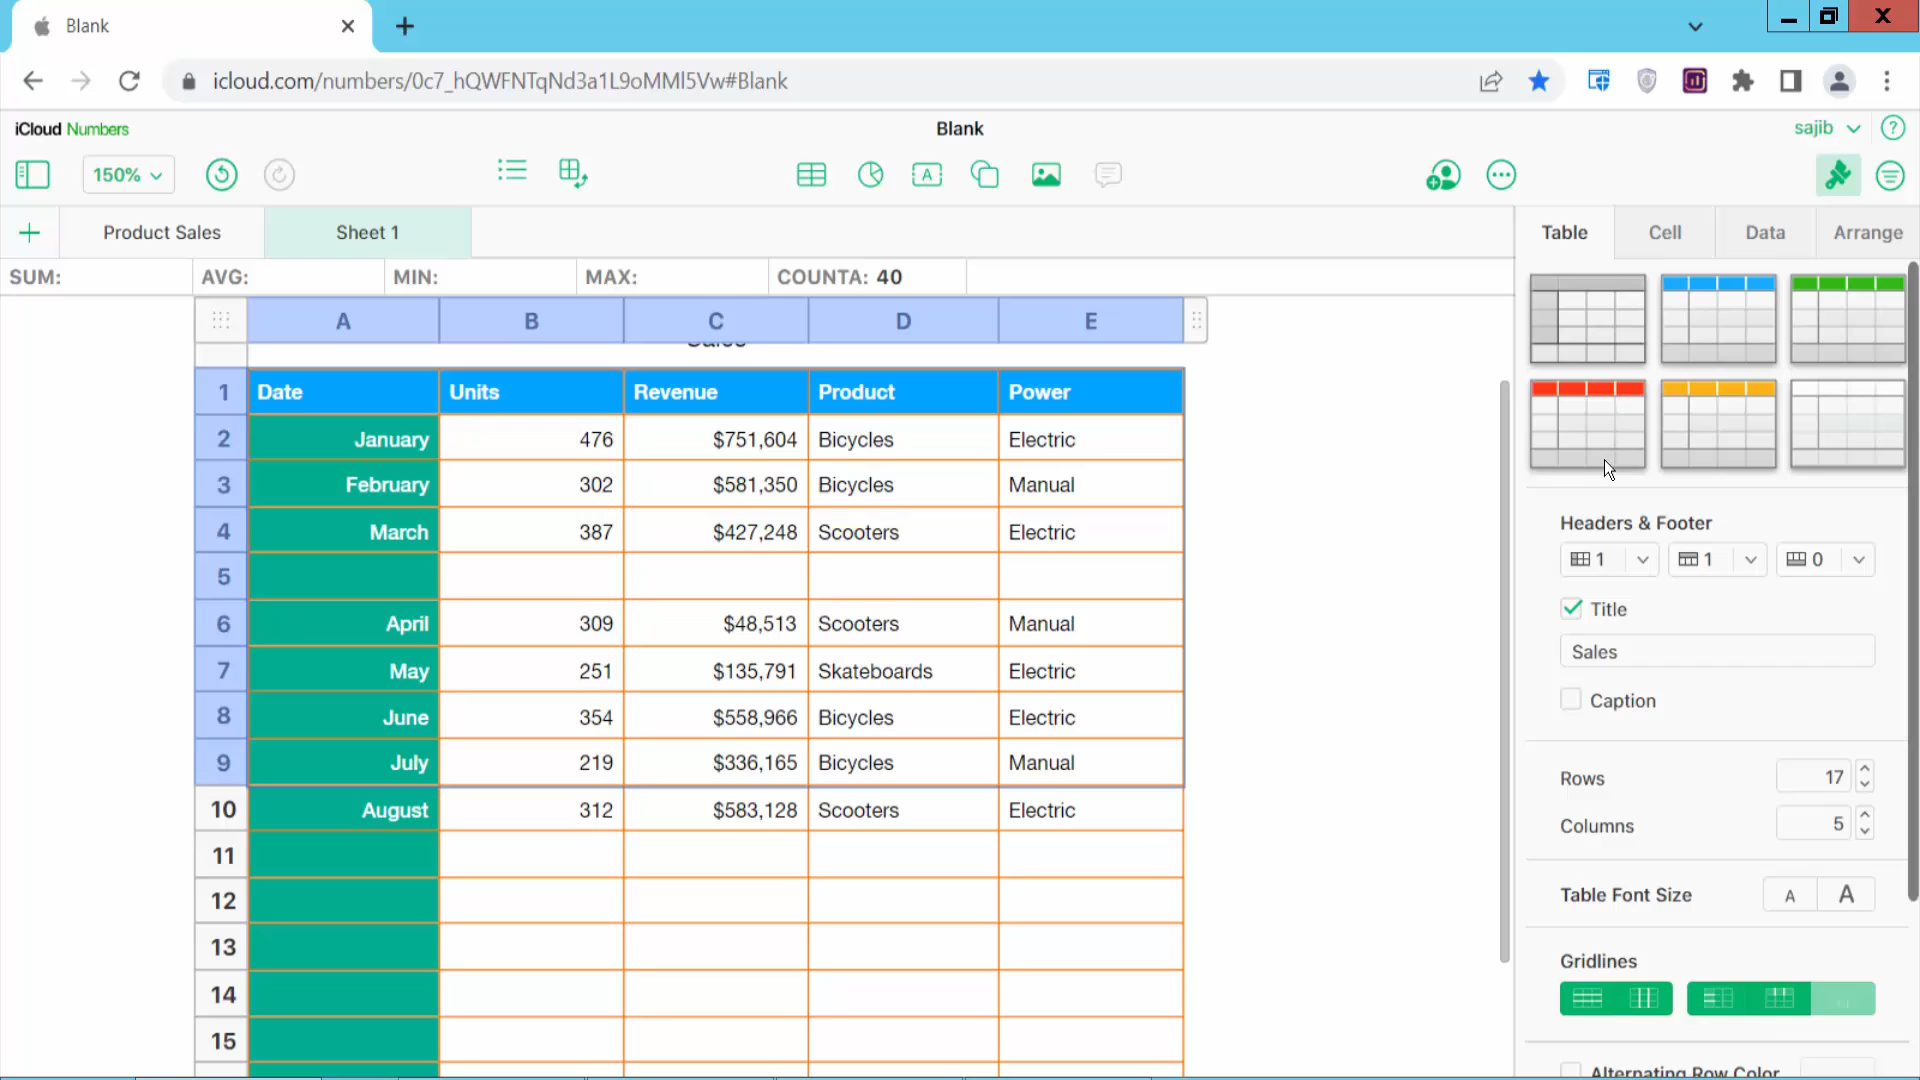 Blank
icloud.com/numbers/0c7_hQWFNTqNd3a1L9oMMl5Vw#Blank
iCloud Numbers
Blank
sajib
150%
Product Sales
Sheet 1
Table
Cell
Data
Arrange
SUM:
AVG:
MIN:
MAX:
COUNTA: 40
A B C D E
Sales
1 Date Units Revenue Product Power
2 January 476 $751,604 Bicycles Electric
3 February 302 $581,350 Bicycles Manual
4 March 387 $427,248 Scooters Electric
5
6 April 309 $48,513 Scooters Manual
7 May 251 $135,791 Skateboards Electric
8 June 354 $558,966 Bicycles Electric
9 July 219 $336,165 Bicycles Manual
10 August 312 $583,128 Scooters Electric
11
12
13
14
15
Headers & Footer
1 1 0
Title
Sales
Caption
Rows 17
Columns 5
Table Font Size A A
Gridlines
Alternating Row Color